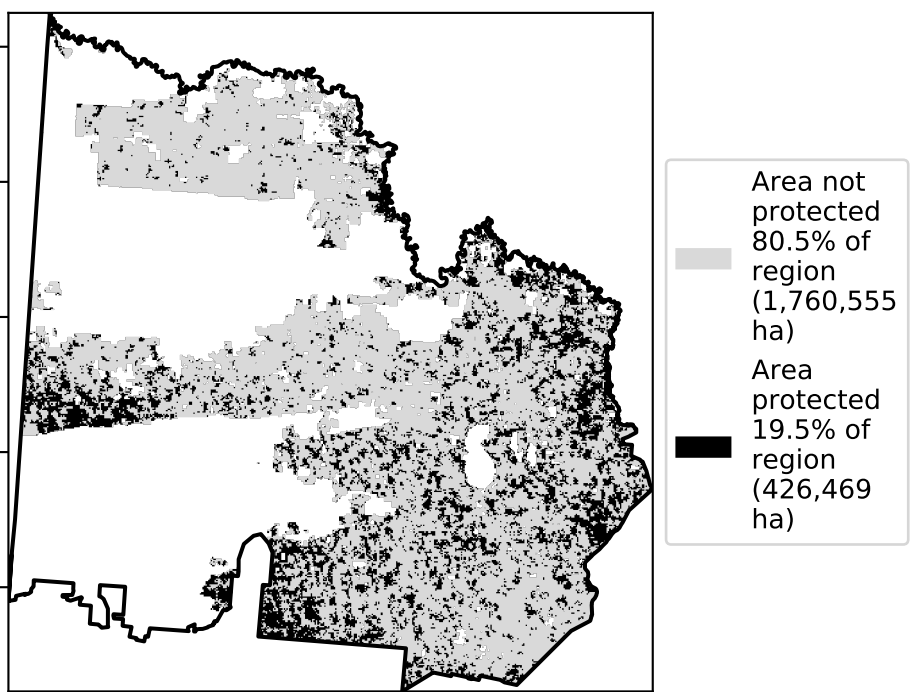 Area not
protected
80.5% of
region
(1,760,555
ha)
Area
protected
19.5% of
region
(426,469
ha)